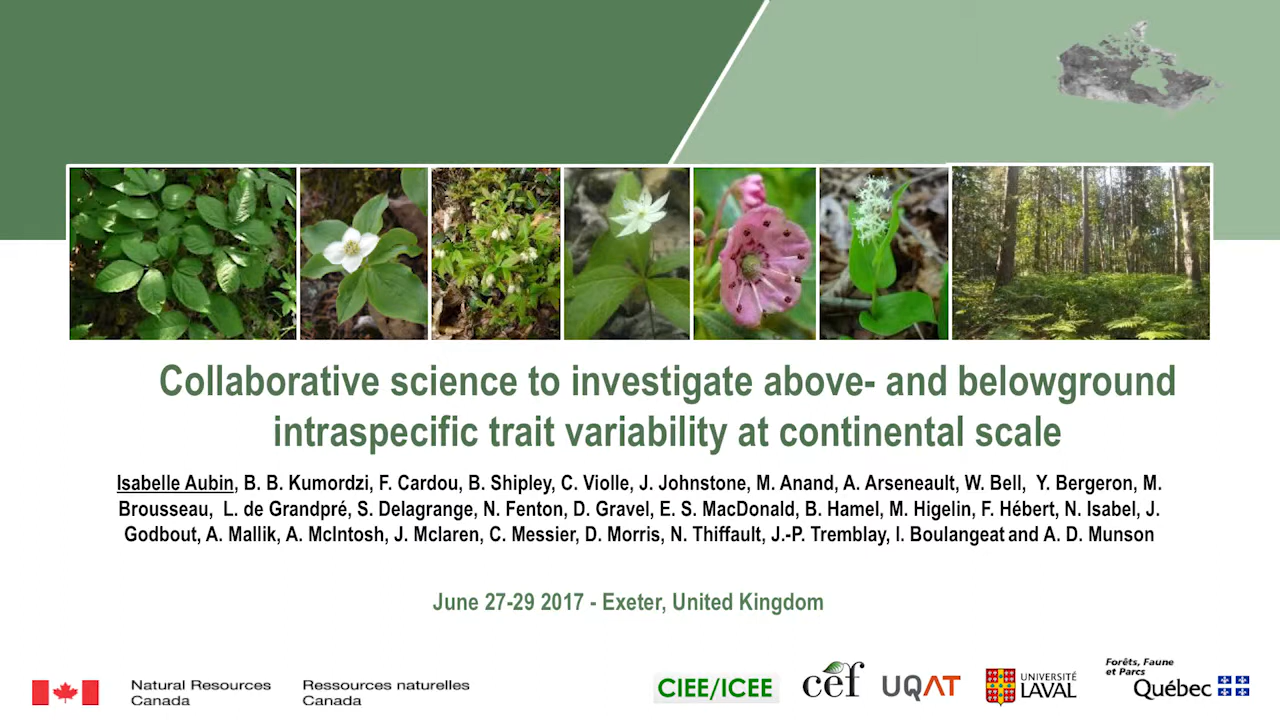 Collaborative science to investigate above- and belowground
intraspecific trait variability at continental scale
Isabelle Aubin, B. B. Kumordzi, F. Cardou, B. Shipley, C. Violle, J. Johnstone, M. Anand, A. Arseneault, W. Bell, Y. Bergeron, M.
Brousseau, L. de Grandpré, S. Delagrange, N. Fenton, D. Gravel, E. S. MacDonald, B. Hamel, M. Higelin, F. Hébert, N. Isabel, J.
Godbout, A. Mallik, A. McIntosh, J. Mclaren, C. Messier, D. Morris, N. Thiffault, J.-P. Tremblay, I. Boulangeat and A. D. Munson
June 27-29 2017 - Exeter, United Kingdom
Natural Resources
Canada
Ressources naturelles
Canada
CIEE/ICEE
cef
UQAT
UNIVERSITÉ
LAVAL
Forêts, Faune
et Parcs
Québec